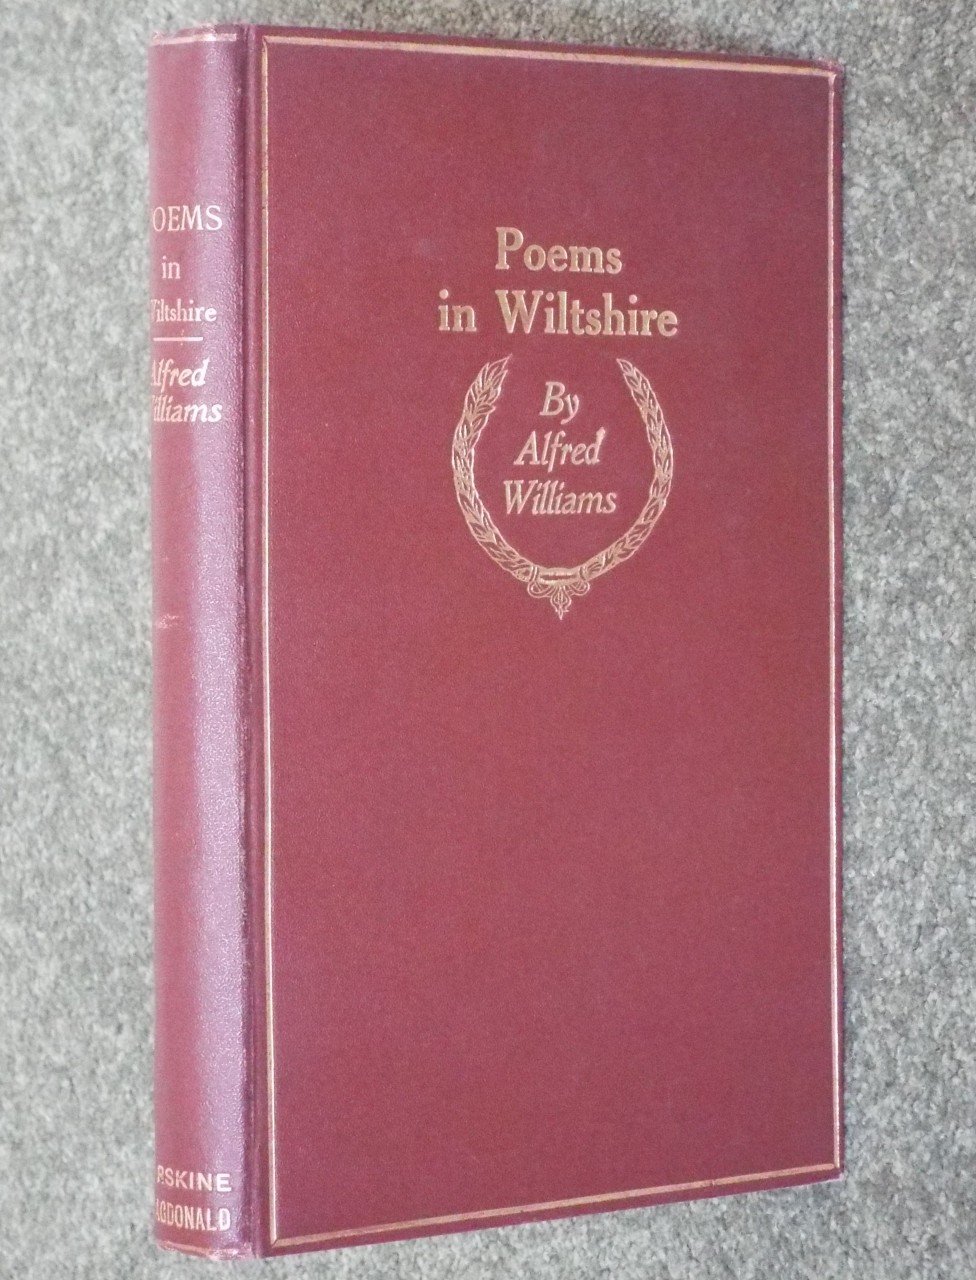 Poems
in Wiltshire
By
Alfred
Williams
POEMS
in
Wiltshire
Alfred
Williams
ERSKINE
MACDONALD